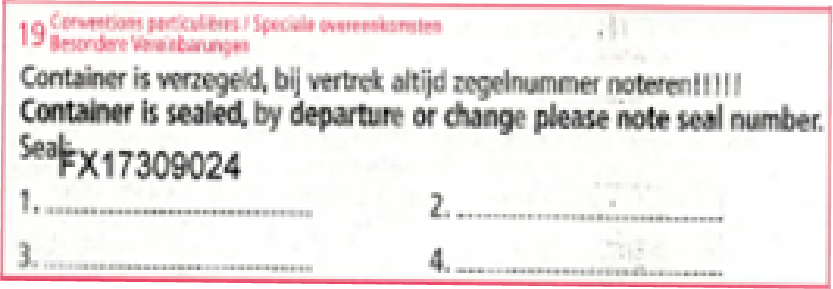 19 Conventions particulières / Speciale overeenkomsten
Besondere Vereinbarungen
Container is verzegeld, bij vertrek altijd zegelnummer noteren!!!!!
Container is sealed, by departure or change please note seal number.
Seal: FX17309024
1. 2.
3. 4.